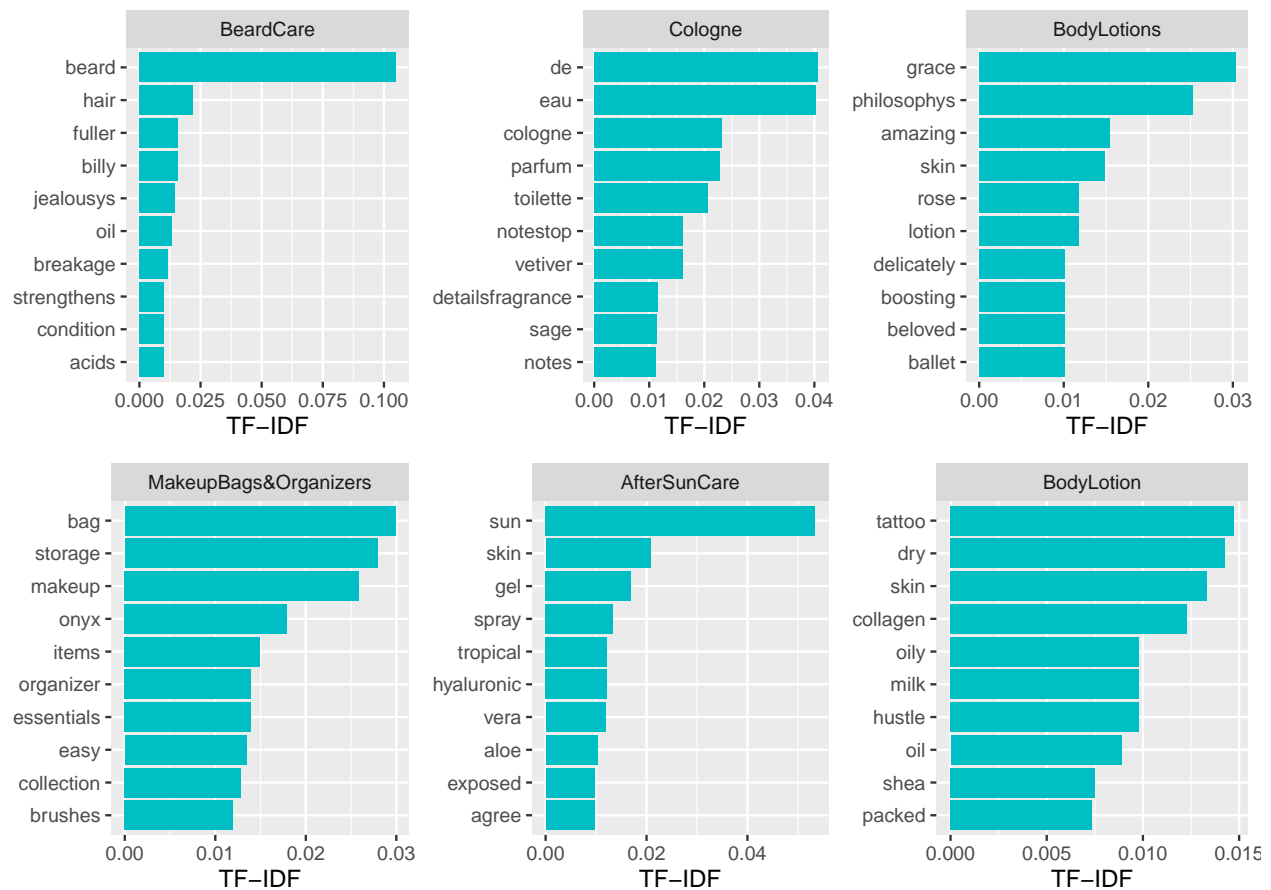 BeardCare
beard
hair
fuller
billy
jealousys
oil
breakage
strengthens
condition
acids
0.000 0.025 0.050 0.075 0.100
TF−IDF
Cologne
de
eau
cologne
parfum
toilette
notestop
vetiver
detailsfragrance
sage
notes
0.00 0.01 0.02 0.03 0.04
TF−IDF
BodyLotions
grace
philosophys
amazing
skin
rose
lotion
delicately
boosting
beloved
ballet
0.00 0.01 0.02 0.03
TF−IDF
MakeupBags&Organizers
bag
storage
makeup
onyx
items
organizer
essentials
easy
collection
brushes
0.00 0.01 0.02 0.03
TF−IDF
AfterSunCare
sun
skin
gel
spray
tropical
hyaluronic
vera
aloe
exposed
agree
0.00 0.02 0.04
TF−IDF
BodyLotion
tattoo
dry
skin
collagen
oily
milk
hustle
oil
shea
packed
0.000 0.005 0.010 0.015
TF−IDF